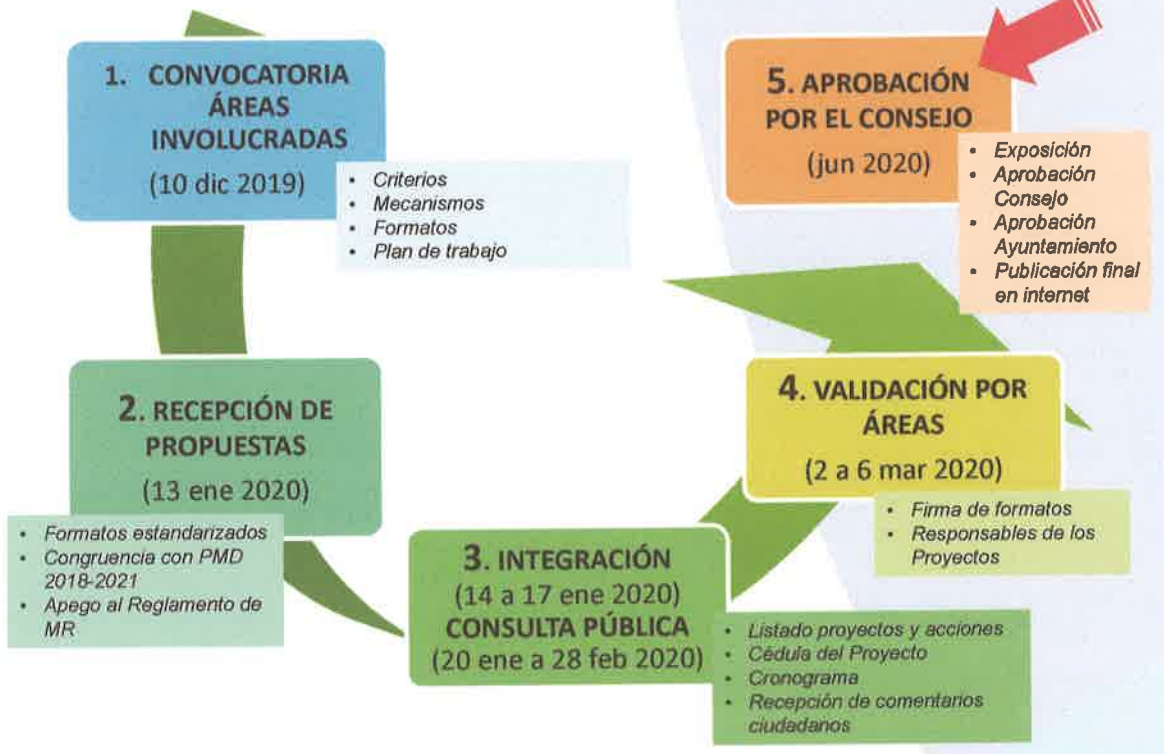 1. CONVOCATORIA
ÁREAS
INVOLUCRADAS
(10 dic 2019)
• Criterios
• Mecanismos
• Formatos
• Plan de trabajo
2. RECEPCIÓN DE
PROPUESTAS
(13 ene 2020)
• Formatos estandarizados
• Congruencia con PMD
2018-2021
• Apego al Reglamento de
MR
3. INTEGRACIÓN
(14 a 17 ene 2020)
CONSULTA PÚBLICA
(20 ene a 28 feb 2020)
• Listado proyectos y acciones
• Cédula del Proyecto
• Cronograma
• Recepción de comentarios
ciudadanos
4. VALIDACIÓN POR
ÁREAS
(2 a 6 mar 2020)
• Firma de formatos
• Responsables de los
Proyectos
5. APROBACIÓN
POR EL CONSEJO
(jun 2020)
• Exposición
• Aprobación
Consejo
• Aprobación
Ayuntamiento
• Publicación final
en internet